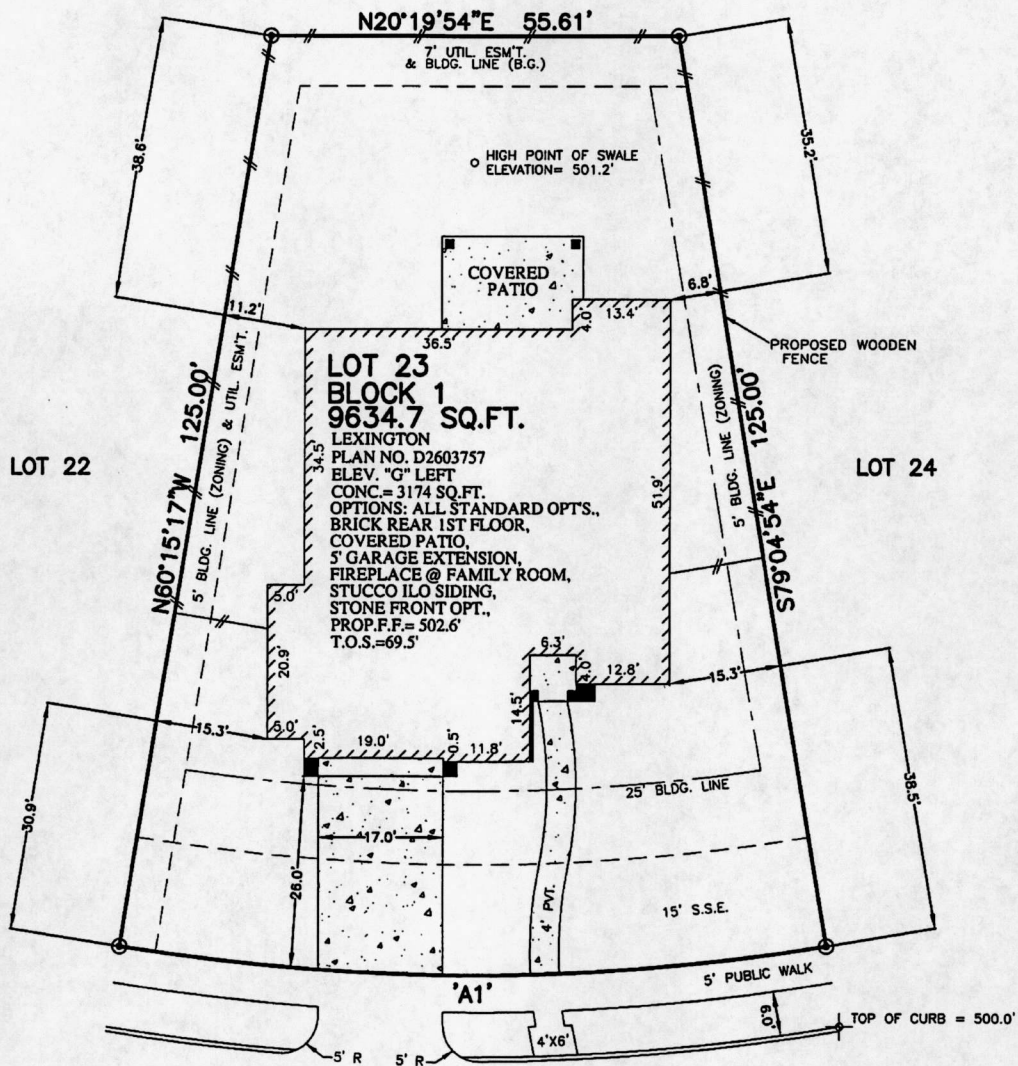 N20°19'54"E 55.61'
7' UTIL. ESM'T.
& BLDG. LINE (B.G.)
38.6'
35.2'
HIGH POINT OF SWALE
ELEVATION= 501.2'
COVERED
PATIO
11.2'
6.8'
4.0'
13.4'
36.5'
PROPOSED WOODEN
FENCE
LOT 23
BLOCK 1
9634.7 SQ.FT.
LEXINGTON
PLAN NO. D2603757
ELEV. "G" LEFT
CONC.= 3174 SQ.FT.
OPTIONS: ALL STANDARD OPT'S.,
BRICK REAR 1ST FLOOR,
COVERED PATIO,
5' GARAGE EXTENSION,
FIREPLACE @ FAMILY ROOM,
STUCCO ILO SIDING,
STONE FRONT OPT.,
PROP.F.F.= 502.6'
T.O.S.=69.5'
34.5'
51.9'
N60°15'17"W 125.00'
5' BLDG. LINE (ZONING) & UTIL. ESM'T.
5' BLDG. LINE (ZONING)
S79°04'54"E 125.00'
LOT 22
LOT 24
5.0'
20.9'
6.3'
4.0'
12.8'
15.3'
14.5'
15.3'
5.0'
2.5'
19.0'
0.5'
11.8'
25' BLDG. LINE
30.9'
38.5'
17.0'
26.0'
4' PVT.
15' S.S.E.
5' PUBLIC WALK
'A1'
6.0'
TOP OF CURB = 500.0'
4'X6'
5' R
5' R